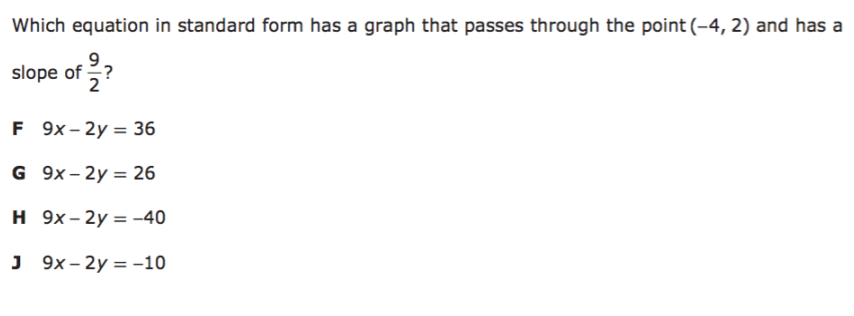 Which equation in standard form has a graph that passes through the point (−4, 2) and has a
slope of 9/2?
F 9x − 2y = 36
G 9x − 2y = 26
H 9x − 2y = −40
J 9x − 2y = −10